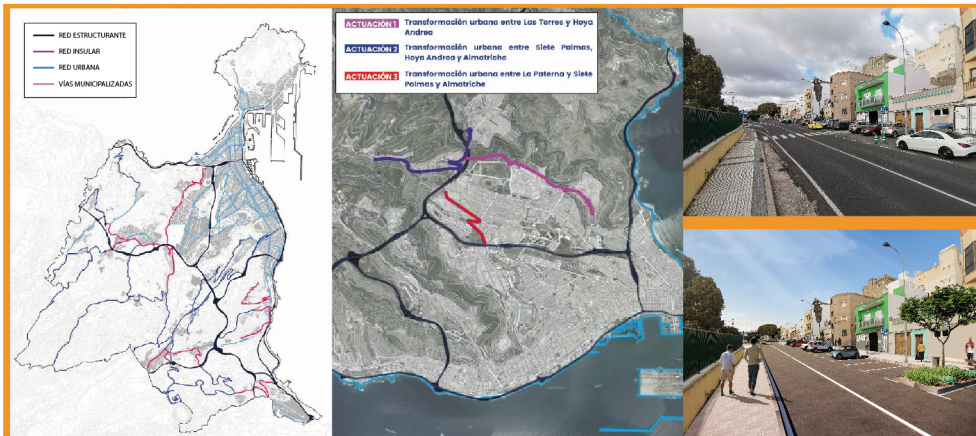 RED ESTRUCTURANTE
RED INSULAR
RED URBANA
VÍAS MUNICIPALIZADAS
ACTUACIÓN 1 Transformación urbana entre Las Torres y Hoya
Andrea
ACTUACIÓN 2 Transformación urbana entre Siete Palmas,
Hoya Andrea y Almatriche
ACTUACIÓN 3 Transformación urbana entre La Paterna y Siete
Palmas y Almatriche